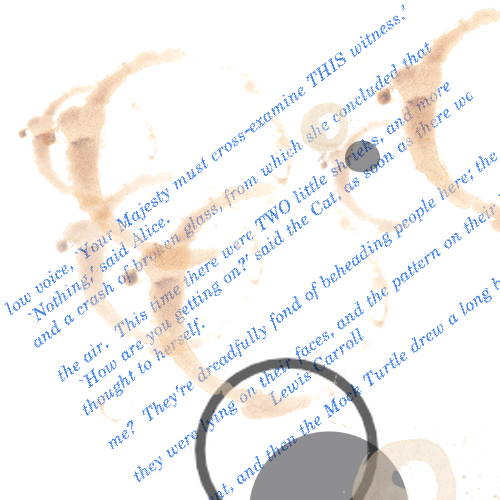 low voice, `Your Majesty must cross-examine THIS witness.'
`Nothing,' said Alice.
and a crash of broken glass, from which she concluded that
the air.  This time there were TWO little shrieks, and more
`How are you getting on?' said the Cat, as soon as there wo
thought to herself.
me?  They're dreadfully fond of beheading people here; the
they were lying on their faces, and the pattern on their
Lewis Carroll
nt, and then the Mock Turtle drew a long b